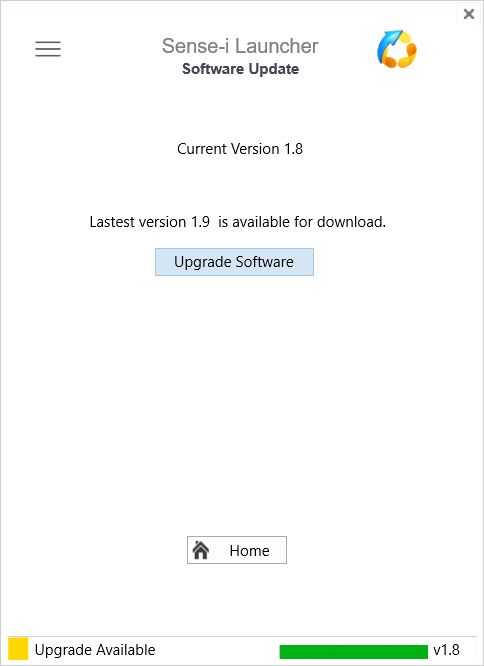 Sense-i Launcher
Software Update
Current Version 1.8
Lastest version 1.9  is available for download.
Upgrade Software
Home
Upgrade Available
v1.8